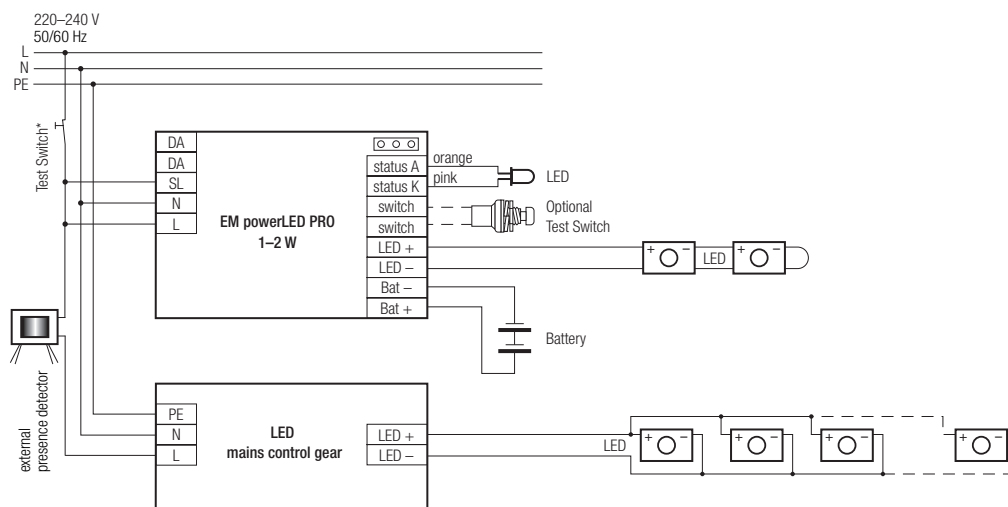 220–240 V
50/60 Hz
L
N
PE
Test Switch*
DA
DA
SL
N
L
EM powerLED PRO
1–2 W
status A
status K
switch
switch
LED +
LED –
Bat –
Bat +
orange
pink
LED
Optional
Test Switch
+ –
LED
+ –
Battery
external
presence detector
PE
N
L
LED
mains control gear
LED +
LED –
LED
+ –
+ –
+ –
+ –